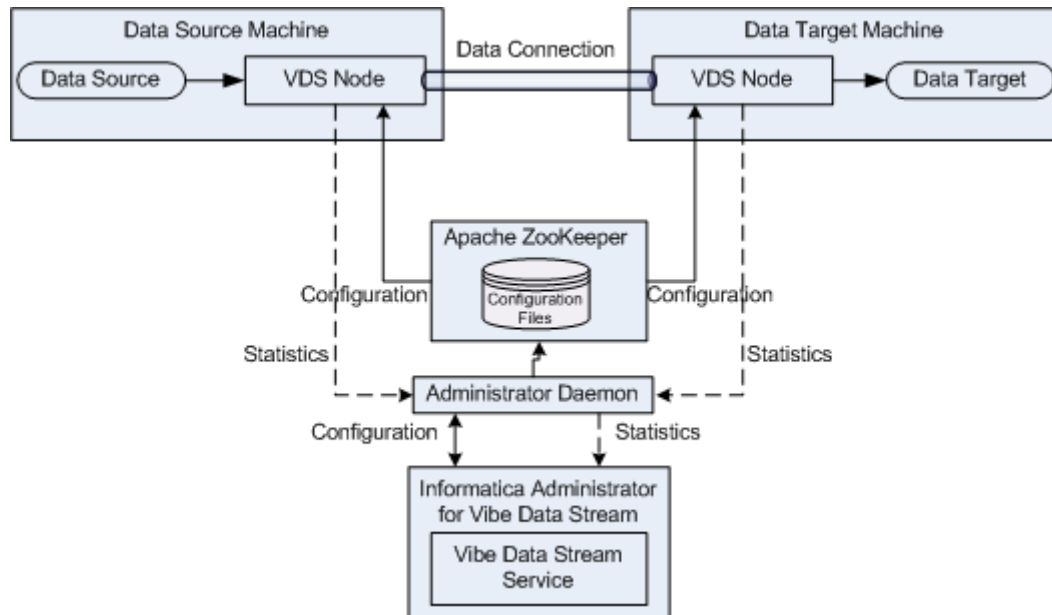 Data Source Machine
Data Connection
Data Target Machine
Data Source
VDS Node
VDS Node
Data Target
Apache ZooKeeper
Configuration
Files
Configuration
Configuration
Statistics
Statistics
Administrator Daemon
Configuration
Statistics
Informatica Administrator
for Vibe Data Stream
Vibe Data Stream
Service